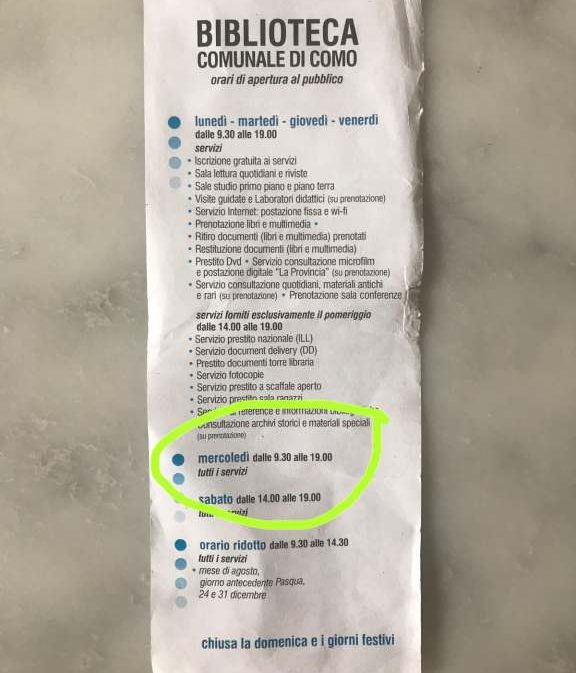 BIBLIOTECA
COMUNALE DI COMO
orari di apertura al pubblico
lunedì - martedì - giovedì - venerdì
dalle 9.30 alle 19.00
servizi
• Iscrizione gratuita ai servizi
• Sala lettura quotidiani e riviste
• Sale studio primo piano e piano terra
• Visite guidate e Laboratori didattici (su prenotazione)
• Servizio Internet: postazione fissa e wi-fi
• Prenotazione libri e multimedia •
• Ritiro documenti (libri e multimedia) prenotati
• Restituzione documenti (libri e multimedia)
• Prestito Dvd • Servizio consultazione microfilm
e postazione digitale "La Provincia" (su prenotazione)
• Servizio consultazione quotidiani, materiali antichi
e rari (su prenotazione) • Prenotazione sala conferenze
servizi forniti esclusivamente il pomeriggio
dalle 14.00 alle 19.00
• Servizio prestito nazionale (ILL)
• Servizio document delivery (DD)
• Prestito documenti torre libraria
• Servizio fotocopie
• Servizio prestito a scaffale aperto
• Servizio prestito sala ragazzi
reference e informazioni
consultazione archivi storici e materiali speciali
(su prenotazione)
mercoledì dalle 9.30 alle 19.00
tutti i servizi
sabato dalle 14.00 alle 19.00
orario ridotto dalle 9.30 alle 14.30
tutti i servizi
• mese di agosto,
giorno antecedente Pasqua,
24 e 31 dicembre
chiusa la domenica e i giorni festivi